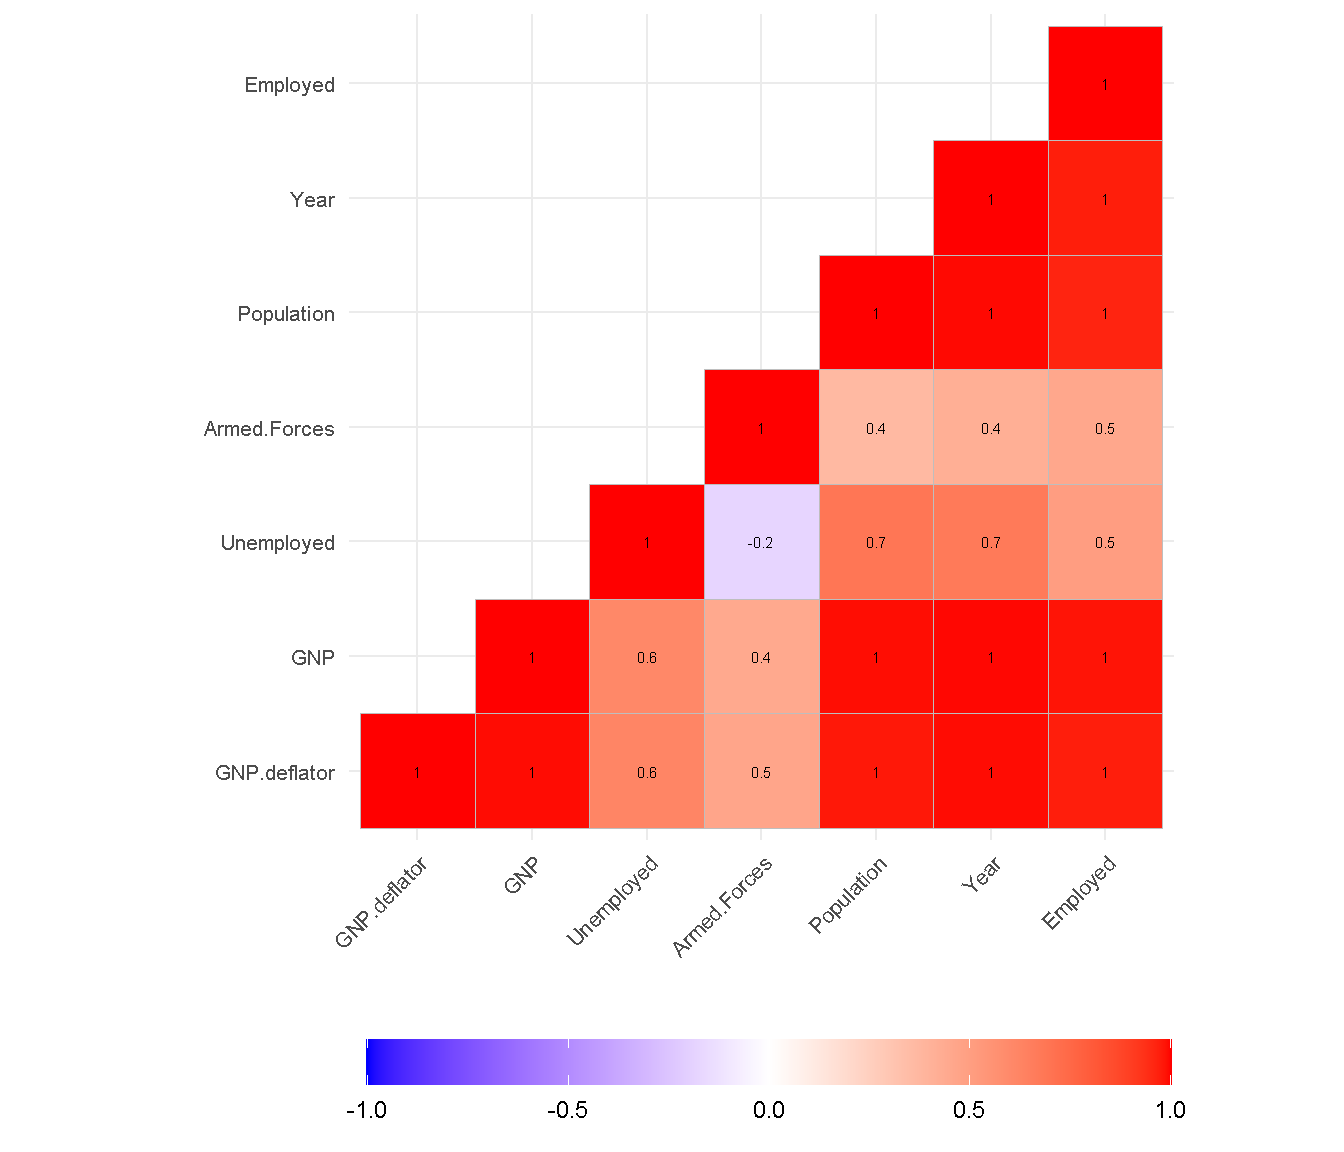 Employed
1
Year
1 1
Population
1 1 1
Armed.Forces
1 0.4 0.4 0.5
Unemployed
1 -0.2 0.7 0.7 0.5
GNP
1 0.6 0.4 1 1 1
GNP.deflator
1 1 0.6 0.5 1 1 1
GNP.deflator
GNP
Unemployed
Armed.Forces
Population
Year
Employed
-1.0 -0.5 0.0 0.5 1.0